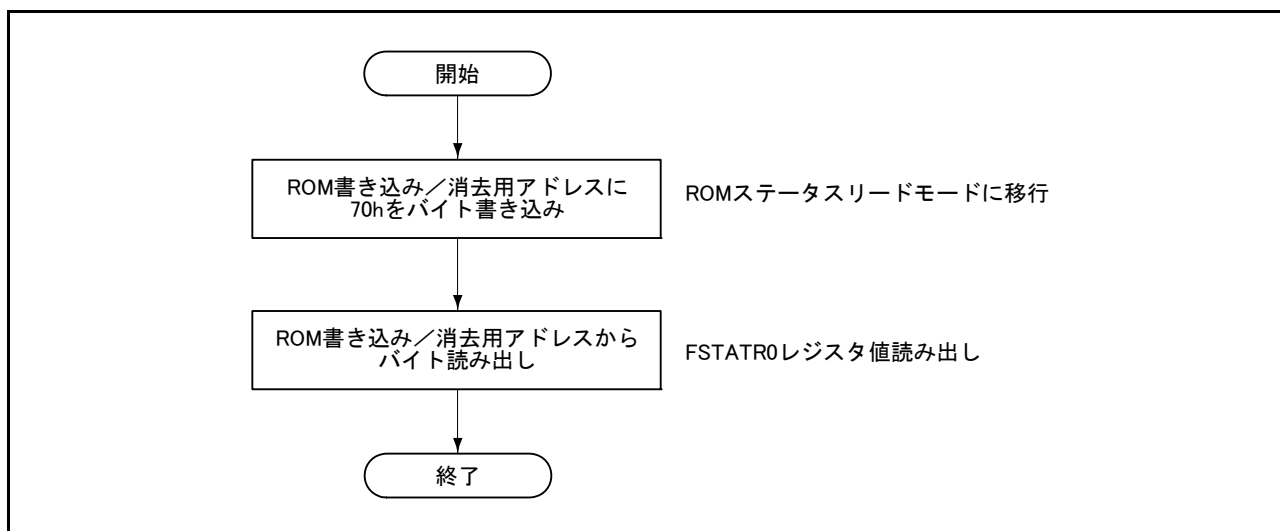 開始
ROM書き込み／消去用アドレスに
70hをバイト書き込み
ROMステータスリードモードに移行
ROM書き込み／消去用アドレスから
バイト読み出し
FSTATR0レジスタ値読み出し
終了